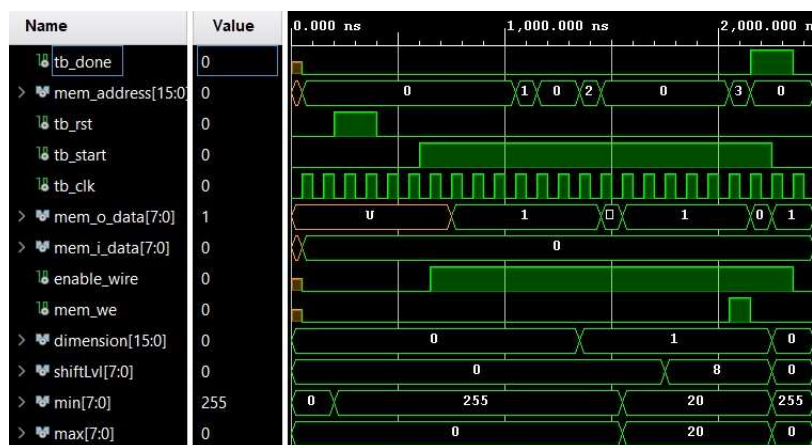 Name Value 0.000 ns 1,000.000 ns 2,000.000 n
tb_done 0
mem_address[15:0] 0 0 1 0 2 0 3 0
tb_rst 0
tb_start 0
tb_clk 0
mem_o_data[7:0] 1 U 1 1 0 1
mem_i_data[7:0] 0 0
enable_wire 0
mem_we 0
dimension[15:0] 0 0 1 0
shiftLvl[7:0] 0 0 8 0
min[7:0] 255 0 255 20 255
max[7:0] 0 0 20 0